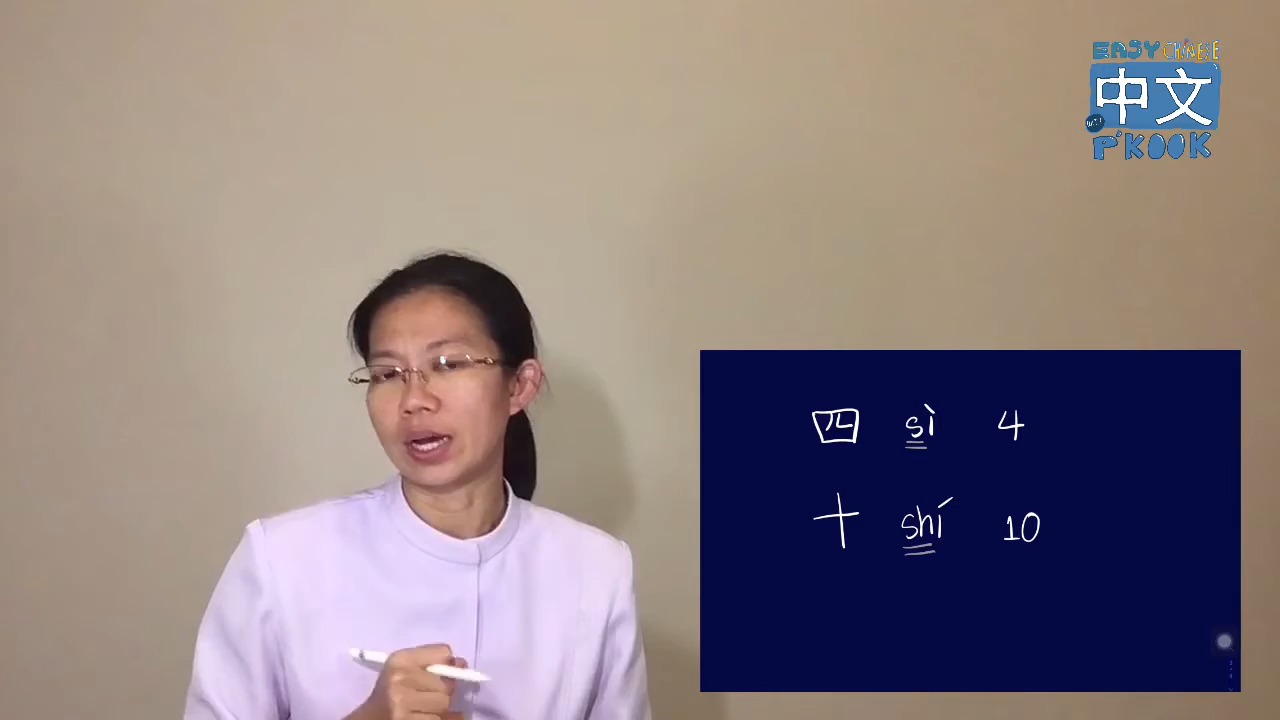 EASY CHINESE
中文
WITH
P'KOOK
四 sì 4
十 shí 10